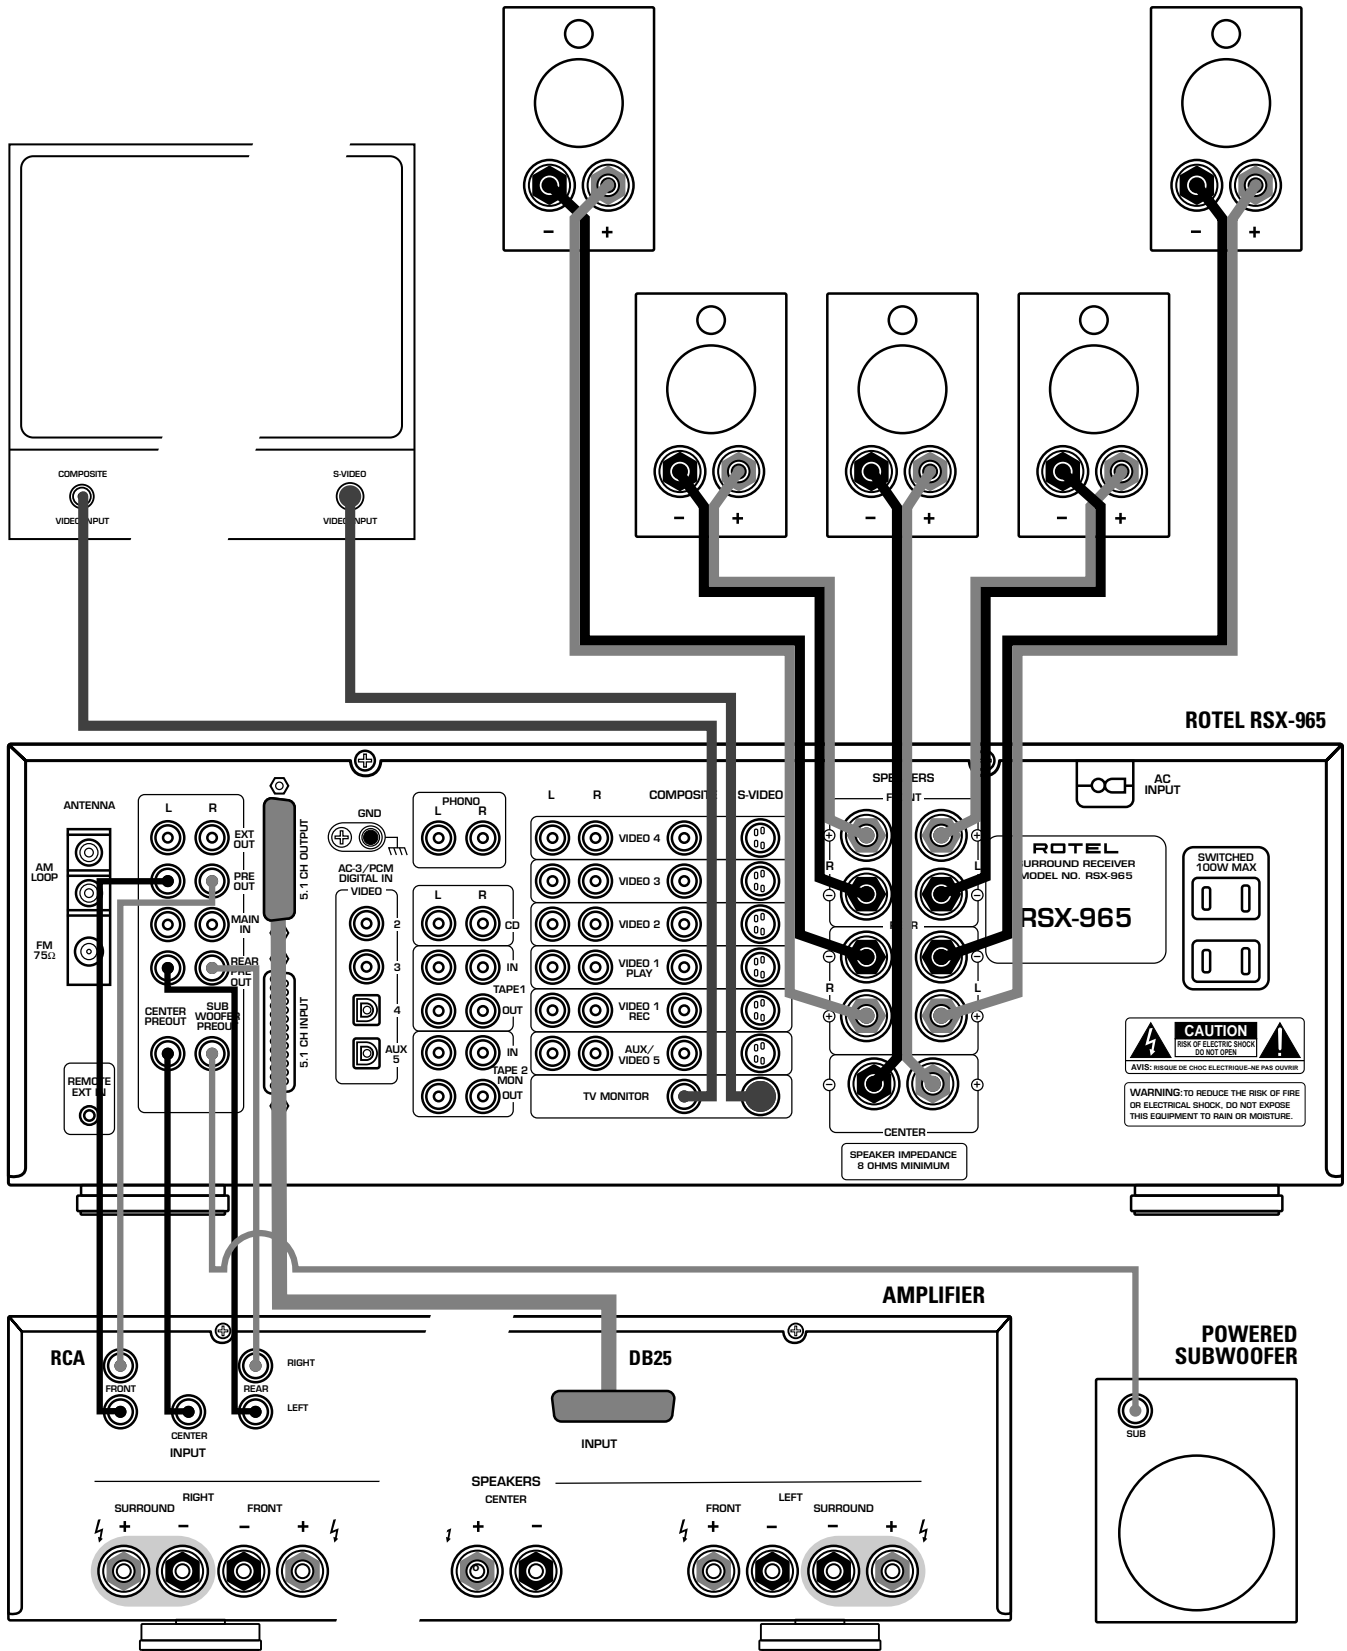 − +
− +
− +
− +
− +
COMPOSITE
VIDEO INPUT
S-VIDEO
VIDEO INPUT
ROTEL RSX-965
ANTENNA
AM
LOOP
FM
75Ω
REMOTE
EXT IN
L R
EXT
OUT
PRE
OUT
MAIN
IN
REAR
PRE
OUT
CENTER
PREOUT
SUB
WOOFER
PREOUT
5.1 CH OUTPUT
5.1 CH INPUT
GND
AC-3/PCM
DIGITAL IN
VIDEO
2
3
4
AUX
5
PHONO
L R
L R
CD
IN
TAPE1
OUT
IN
TAPE 2
MON
OUT
L R COMPOSITE S-VIDEO
VIDEO 4
VIDEO 3
VIDEO 2
VIDEO 1
PLAY
VIDEO 1
REC
AUX/
VIDEO 5
TV MONITOR
SPEAKERS
FRONT
+ +
R L
− −
REAR
− −
R L
+ +
− +
CENTER
SPEAKER IMPEDANCE
8 OHMS MINIMUM
AC
INPUT
ROTEL
SURROUND RECEIVER
MODEL NO. RSX-965
RSX-965
SWITCHED
100W MAX
CAUTION
RISK OF ELECTRIC SHOCK
DO NOT OPEN
AVIS: RISQUE DE CHOC ELECTRIQUE–NE PAS OUVRIR
WARNING: TO REDUCE THE RISK OF FIRE
OR ELECTRICAL SHOCK, DO NOT EXPOSE
THIS EQUIPMENT TO RAIN OR MOISTURE.
AMPLIFIER
RCA
FRONT
CENTER
INPUT
RIGHT
REAR
LEFT
DB25
INPUT
RIGHT
SURROUND FRONT
+ − − +
SPEAKERS
CENTER
+ −
LEFT
FRONT SURROUND
+ − − +
POWERED
SUBWOOFER
SUB